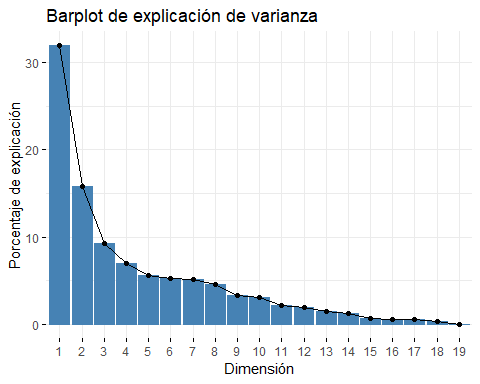 Barplot de explicación de varianza
Porcentaje de explicación
30
20
10
0
1 2 3 4 5 6 7 8 9 10 11 12 13 14 15 16 17 18 19
Dimensión